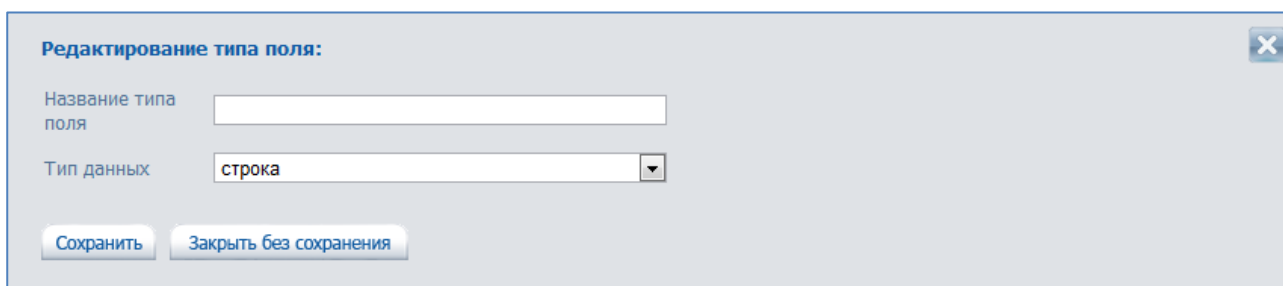 Редактирование типа поля:
Название типа
поля
Тип данных
строка
Сохранить
Закрыть без сохранения